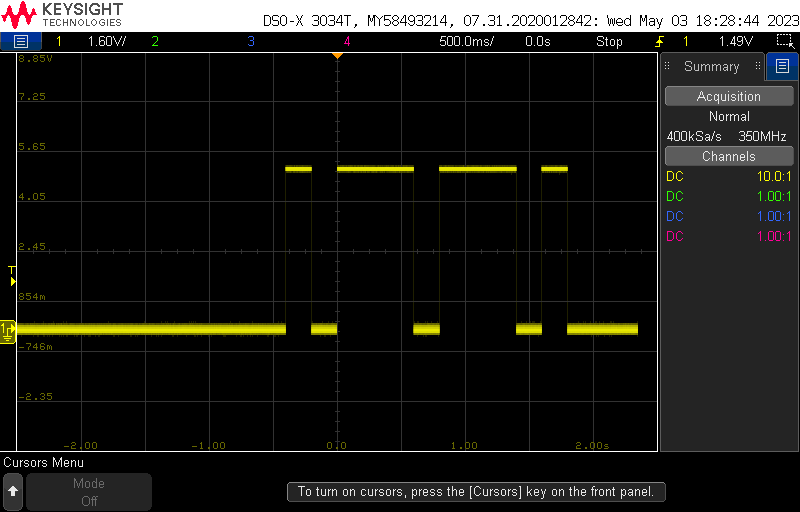 KEYSIGHT
TECHNOLOGIES
DSO-X 3034T, MY58493214, 07.31.2020012842: Wed May 03 18:28:44 2023
1 1.60V/ 2 3 4 500.0ms/ 0.0s Stop 1 1.49V
8.85V
7.25
5.65
4.05
2.45
T
854m
1
-746m
-2.35
-2.00 -1.00 0.0 1.00 2.00s
Summary
Acquisition
Normal
400kSa/s 350MHz
Channels
DC 10.0:1
DC 1.00:1
DC 1.00:1
DC 1.00:1
Cursors Menu
Mode
Off
To turn on cursors, press the [Cursors] key on the front panel.